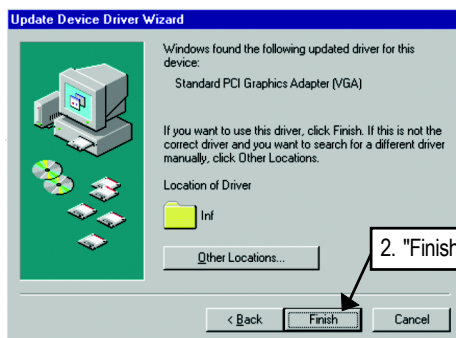 Update Device Driver Wizard
Windows found the following updated driver for this
device:
Standard PCI Graphics Adapter (VGA)
If you want to use this driver, click Finish. If this is not the
correct driver and you want to search for a different driver
manually, click Other Locations.
Location of Driver
Inf
Other Locations...
2. "Finish
< Back
Finish
Cancel